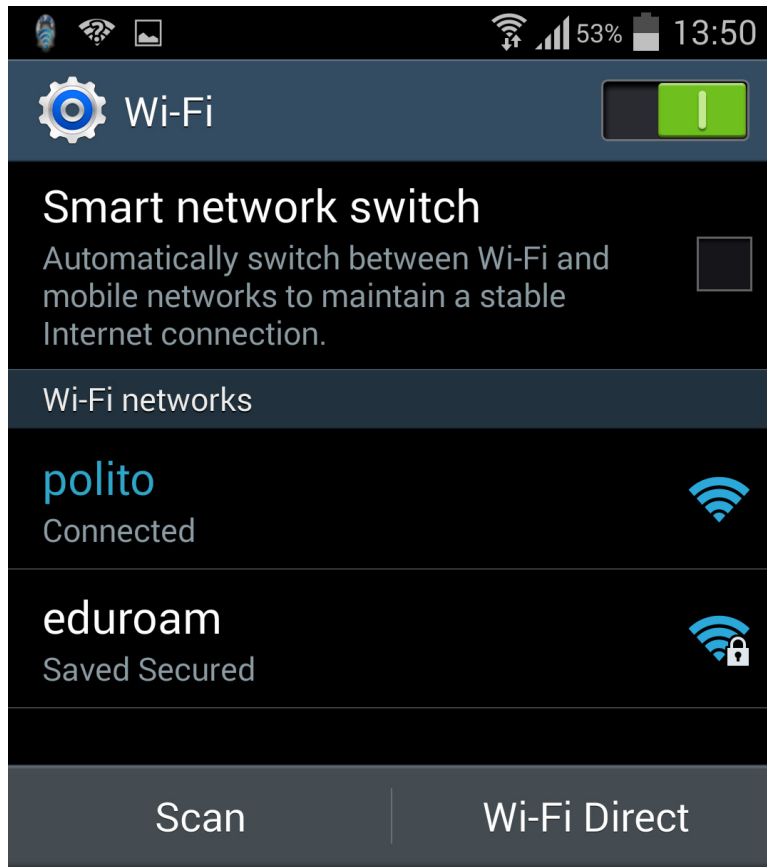 53% 13:50
Wi-Fi
Smart network switch
Automatically switch between Wi-Fi and
mobile networks to maintain a stable
Internet connection.
Wi-Fi networks
polito
Connected
eduroam
Saved Secured
Scan Wi-Fi Direct